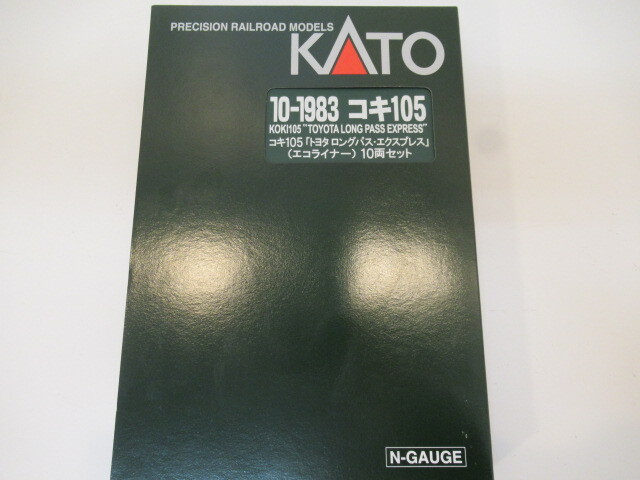 PRECISION RAILROAD MODELS
KATO
10-1983 コキ105
KOKI105 "TOYOTA LONG PASS EXPRESS"
コキ105「トヨタ ロングパス・エクスプレス」
(エコライナー) 10両セット
N-GAUGE